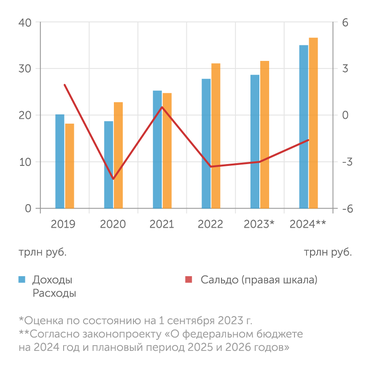 40 6
30 3
20 0
10 -3
0 -6
2019 2020 2021 2022 2023* 2024**
трлн руб. трлн руб.
Доходы Сальдо (правая шкала)
Расходы
*Оценка по состоянию на 1 сентября 2023 г.
**Согласно законопроекту «О федеральном бюджете
на 2024 год и плановый период 2025 и 2026 годов»